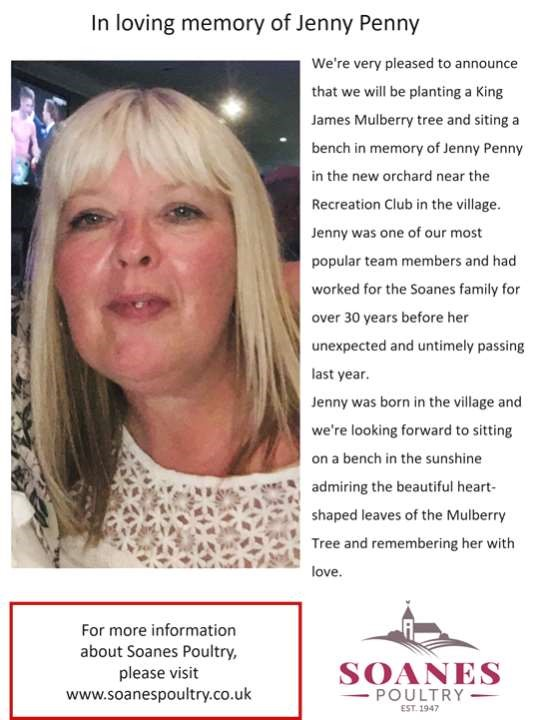 In loving memory of Jenny Penny
We're very pleased to announce
that we will be planting a King
James Mulberry tree and siting a
bench in memory of Jenny Penny
in the new orchard near the
Recreation Club in the village.
Jenny was one of our most
popular team members and had
worked for the Soanes family for
over 30 years before her
unexpected and untimely passing
last year.
Jenny was born in the village and
we're looking forward to sitting
on a bench in the sunshine
admiring the beautiful heart-
shaped leaves of the Mulberry
Tree and remembering her with
love.
For more information
about Soanes Poultry,
please visit
www.soanespoultry.co.uk
SOANES
POULTRY
EST. 1947